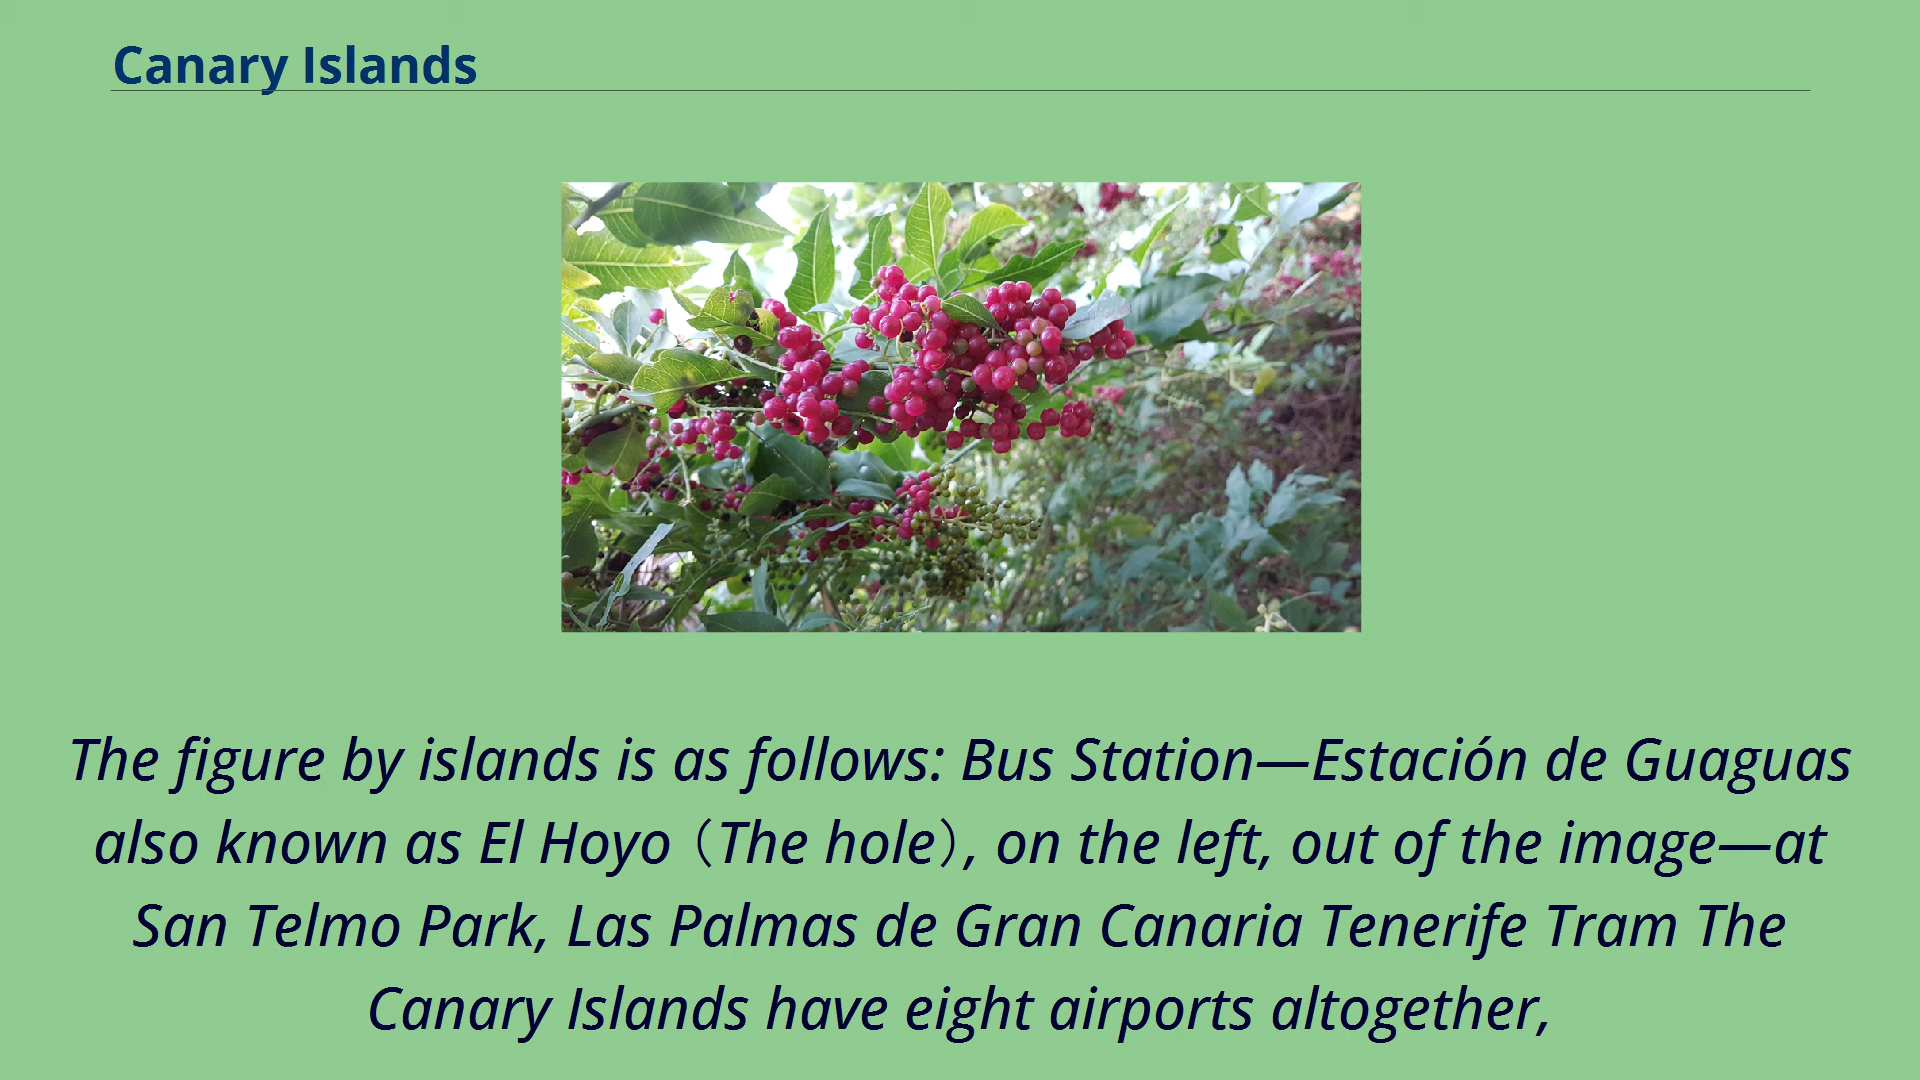 Canary Islands
The figure by islands is as follows: Bus Station—Estación de Guaguas
also known as El Hoyo（The hole）, on the left, out of the image—at
San Telmo Park, Las Palmas de Gran Canaria Tenerife Tram The
Canary Islands have eight airports altogether,